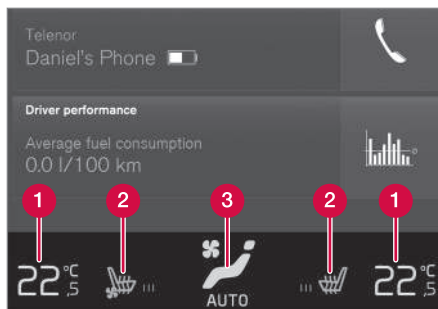 Telenor
Daniel's Phone
Driver performance
Average fuel consumption
0.0 l/100 km
1 2 3 2 1
22°C ,5 AUTO 22°C ,5